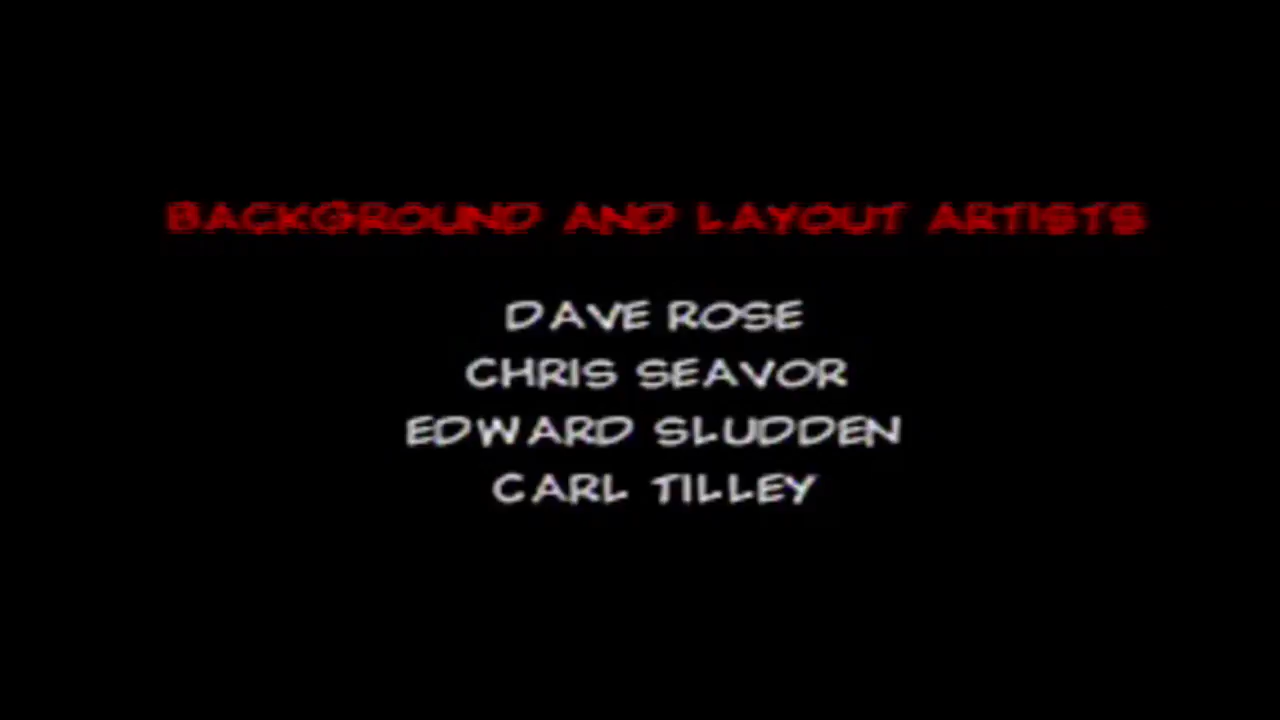 BACKGROUND AND LAYOUT ARTISTS
DAVE ROSE
CHRIS SEAVOR
EDWARD SLUDDEN
CARL TILLEY